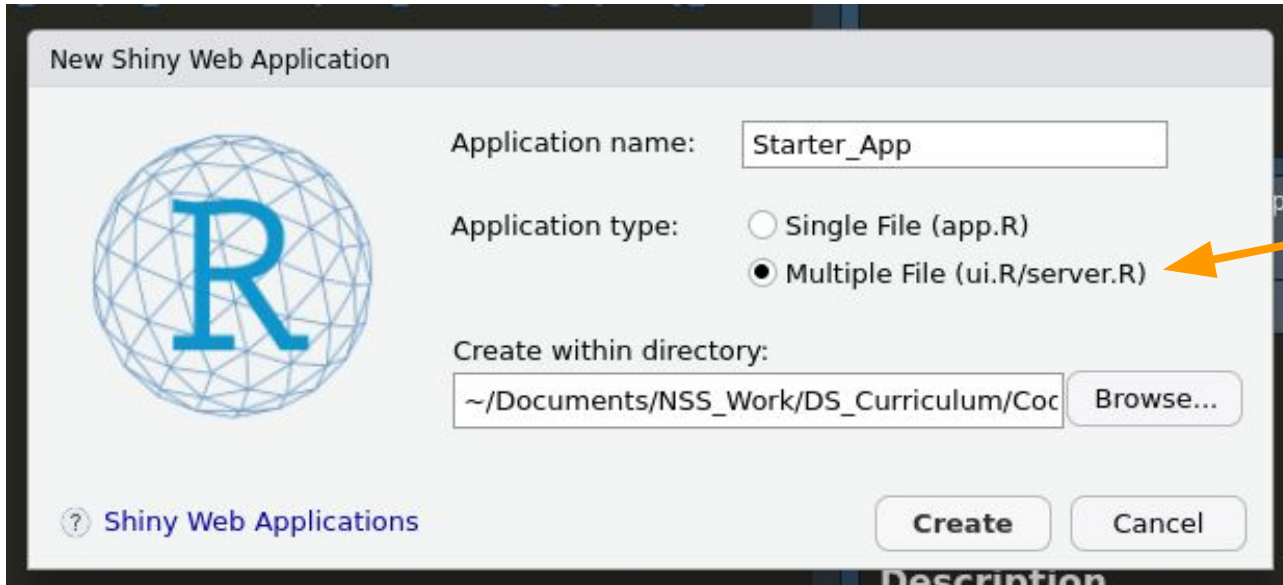 New Shiny Web Application
Application name: Starter_App
Application type: Single File (app.R)
Multiple File (ui.R/server.R)
Create within directory:
~/Documents/NSS_Work/DS_Curriculum/Coc Browse...
R
? Shiny Web Applications Create Cancel
Description